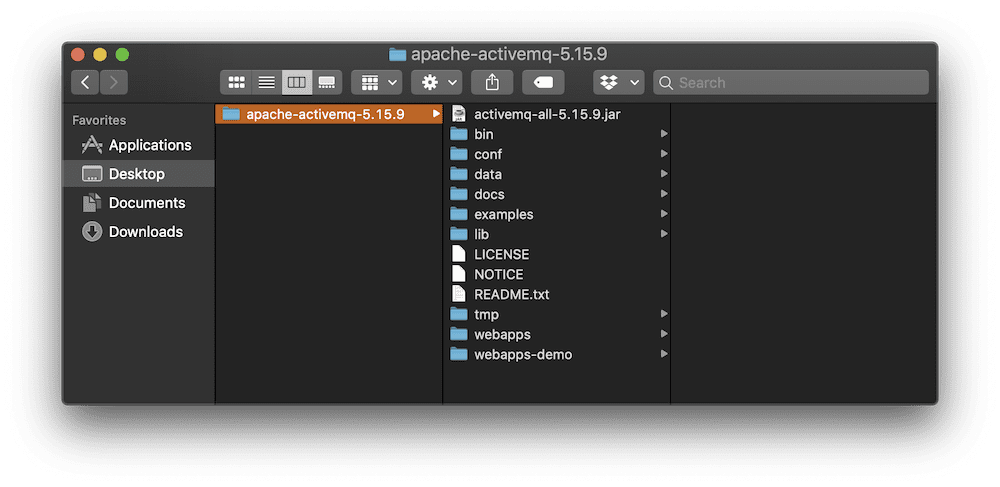 apache-activemq-5.15.9
Search
Favorites
Applications
Desktop
Documents
Downloads
apache-activemq-5.15.9
activemq-all-5.15.9.jar
bin
conf
data
docs
examples
lib
LICENSE
NOTICE
README.txt
tmp
webapps
webapps-demo